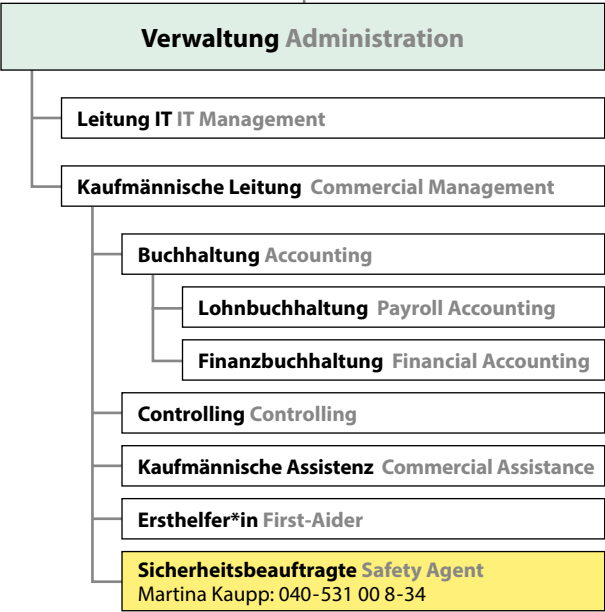 Verwaltung Administration
Leitung IT IT Management
Kaufmännische Leitung Commercial Management
Buchhaltung Accounting
Lohnbuchhaltung Payroll Accounting
Finanzbuchhaltung Financial Accounting
Controlling Controlling
Kaufmännische Assistenz Commercial Assistance
Ersthelfer*in First-Aider
Sicherheitsbeauftragte Safety Agent
Martina Kaupp: 040-531 00 8-34